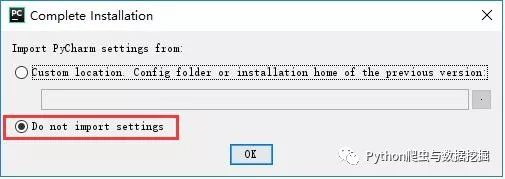 PC Complete Installation
Import PyCharm settings from:
Custom location. Config folder or installation home of the previous version:
.
Do not import settings
OK
Python爬虫与数据挖掘